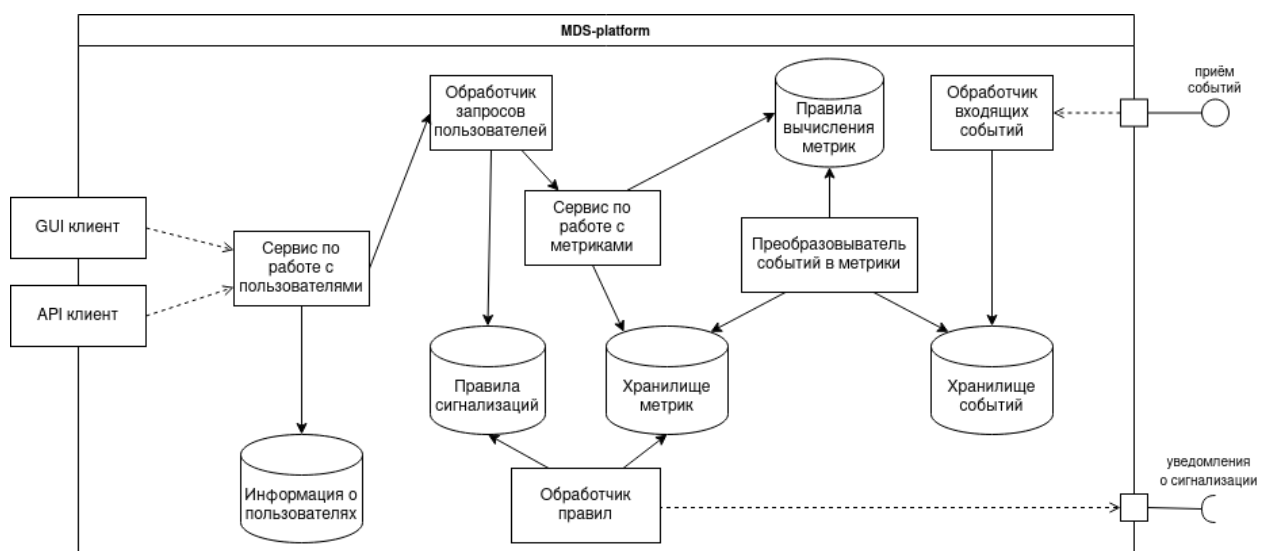 MDS-platform
приём
событий
Обработчик
запросов
пользователей
Правила
вычисления
метрик
Обработчик
входящих
событий
GUI клиент
API клиент
Сервис по
работе с
пользователями
Сервис по
работе с
метриками
Преобразовыватель
событий в метрики
Правила
сигнализаций
Хранилище
метрик
Хранилище
событий
Информация о
пользователях
Обработчик
правил
уведомления
о сигнализации